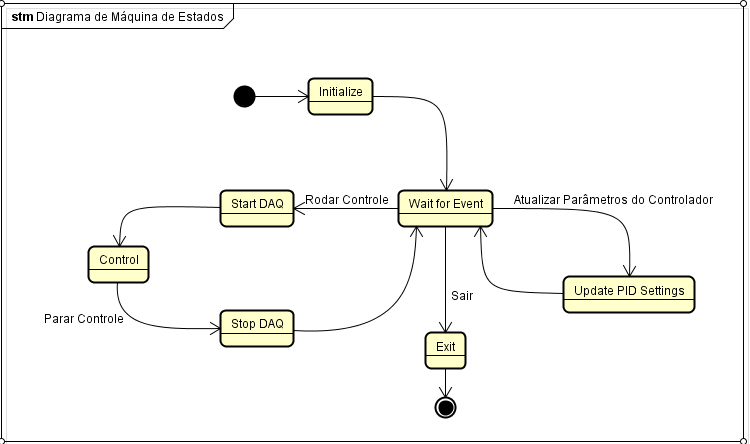 stm Diagrama de Máquina de Estados
Initialize
Start DAQ
Rodar Controle
Wait for Event
Atualizar Parâmetros do Controlador
Control
Update PID Settings
Sair
Parar Controle
Stop DAQ
Exit